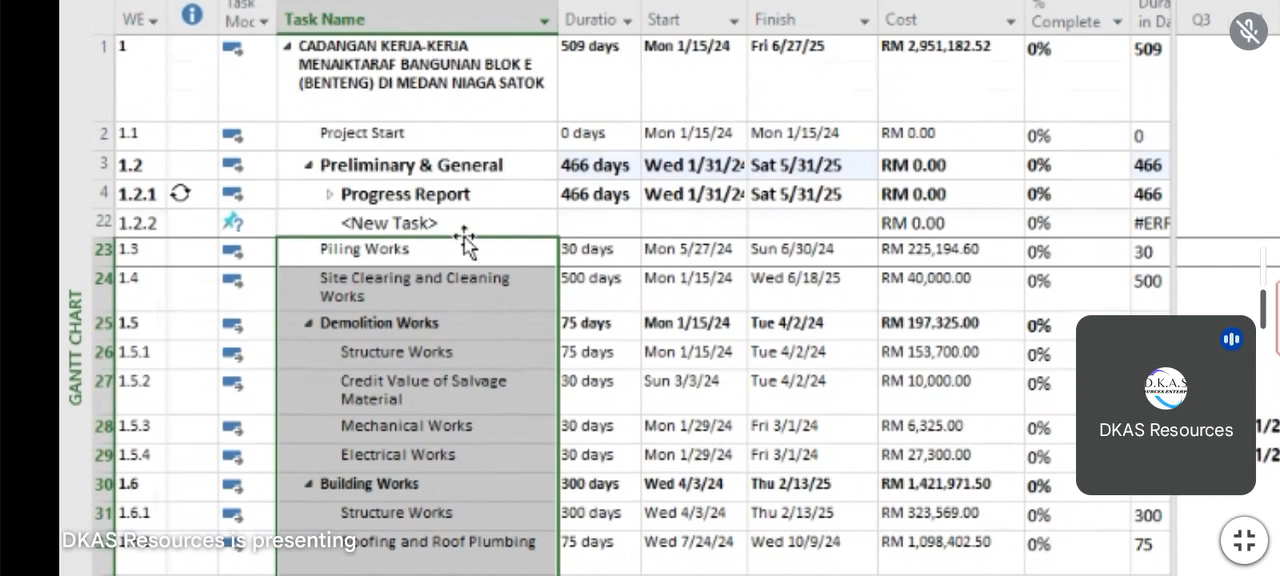 WE Task Mod Task Name Duratio Start Finish Cost % Complete Dura in Da Q3
1 1 CADANGAN KERJA-KERJA MENAIKTARAF BANGUNAN BLOK E (BENTENG) DI MEDAN NIAGA SATOK 509 days Mon 1/15/24 Fri 6/27/25 RM 2,951,182.52 0% 509
2 1.1 Project Start 0 days Mon 1/15/24 Mon 1/15/24 RM 0.00 0% 0
3 1.2 Preliminary & General 466 days Wed 1/31/24 Sat 5/31/25 RM 0.00 0% 466
4 1.2.1 Progress Report 466 days Wed 1/31/24 Sat 5/31/25 RM 0.00 0% 466
22 1.2.2 <New Task> RM 0.00 #ERF
23 1.3 Piling Works 30 days Mon 5/27/24 Sun 6/30/24 RM 225,194.60 0% 30
24 1.4 Site Clearing and Cleaning Works 500 days Mon 1/15/24 Wed 6/18/25 RM 40,000.00 0% 500
25 1.5 Demolition Works 75 days Mon 1/15/24 Tue 4/2/24 RM 197,325.00 0%
26 1.5.1 Structure Works 75 days Mon 1/15/24 Tue 4/2/24 RM 153,700.00 0%
27 1.5.2 Credit Value of Salvage Material 30 days Sun 3/3/24 Tue 4/2/24 RM 10,000.00 0%
28 1.5.3 Mechanical Works 30 days Mon 1/29/24 Fri 3/1/24 RM 6,325.00 0% 1/2
29 1.5.4 Electrical Works 30 days Mon 1/29/24 Fri 3/1/24 RM 27,300.00 0% 1/2
30 1.6 Building Works 300 days Wed 4/3/24 Thu 2/13/25 RM 1,421,971.50 0%
31 1.6.1 Structure Works 300 days Wed 4/3/24 Thu 2/13/25 RM 323,569.00 0% 300
oofing and Roof Plumbing 75 days Wed 7/24/24 Wed 10/9/24 RM 1,098,402.50 0% 75
GANTT CHART
D.K.A.S
DKAS Resources
DKAS Resources is presenting